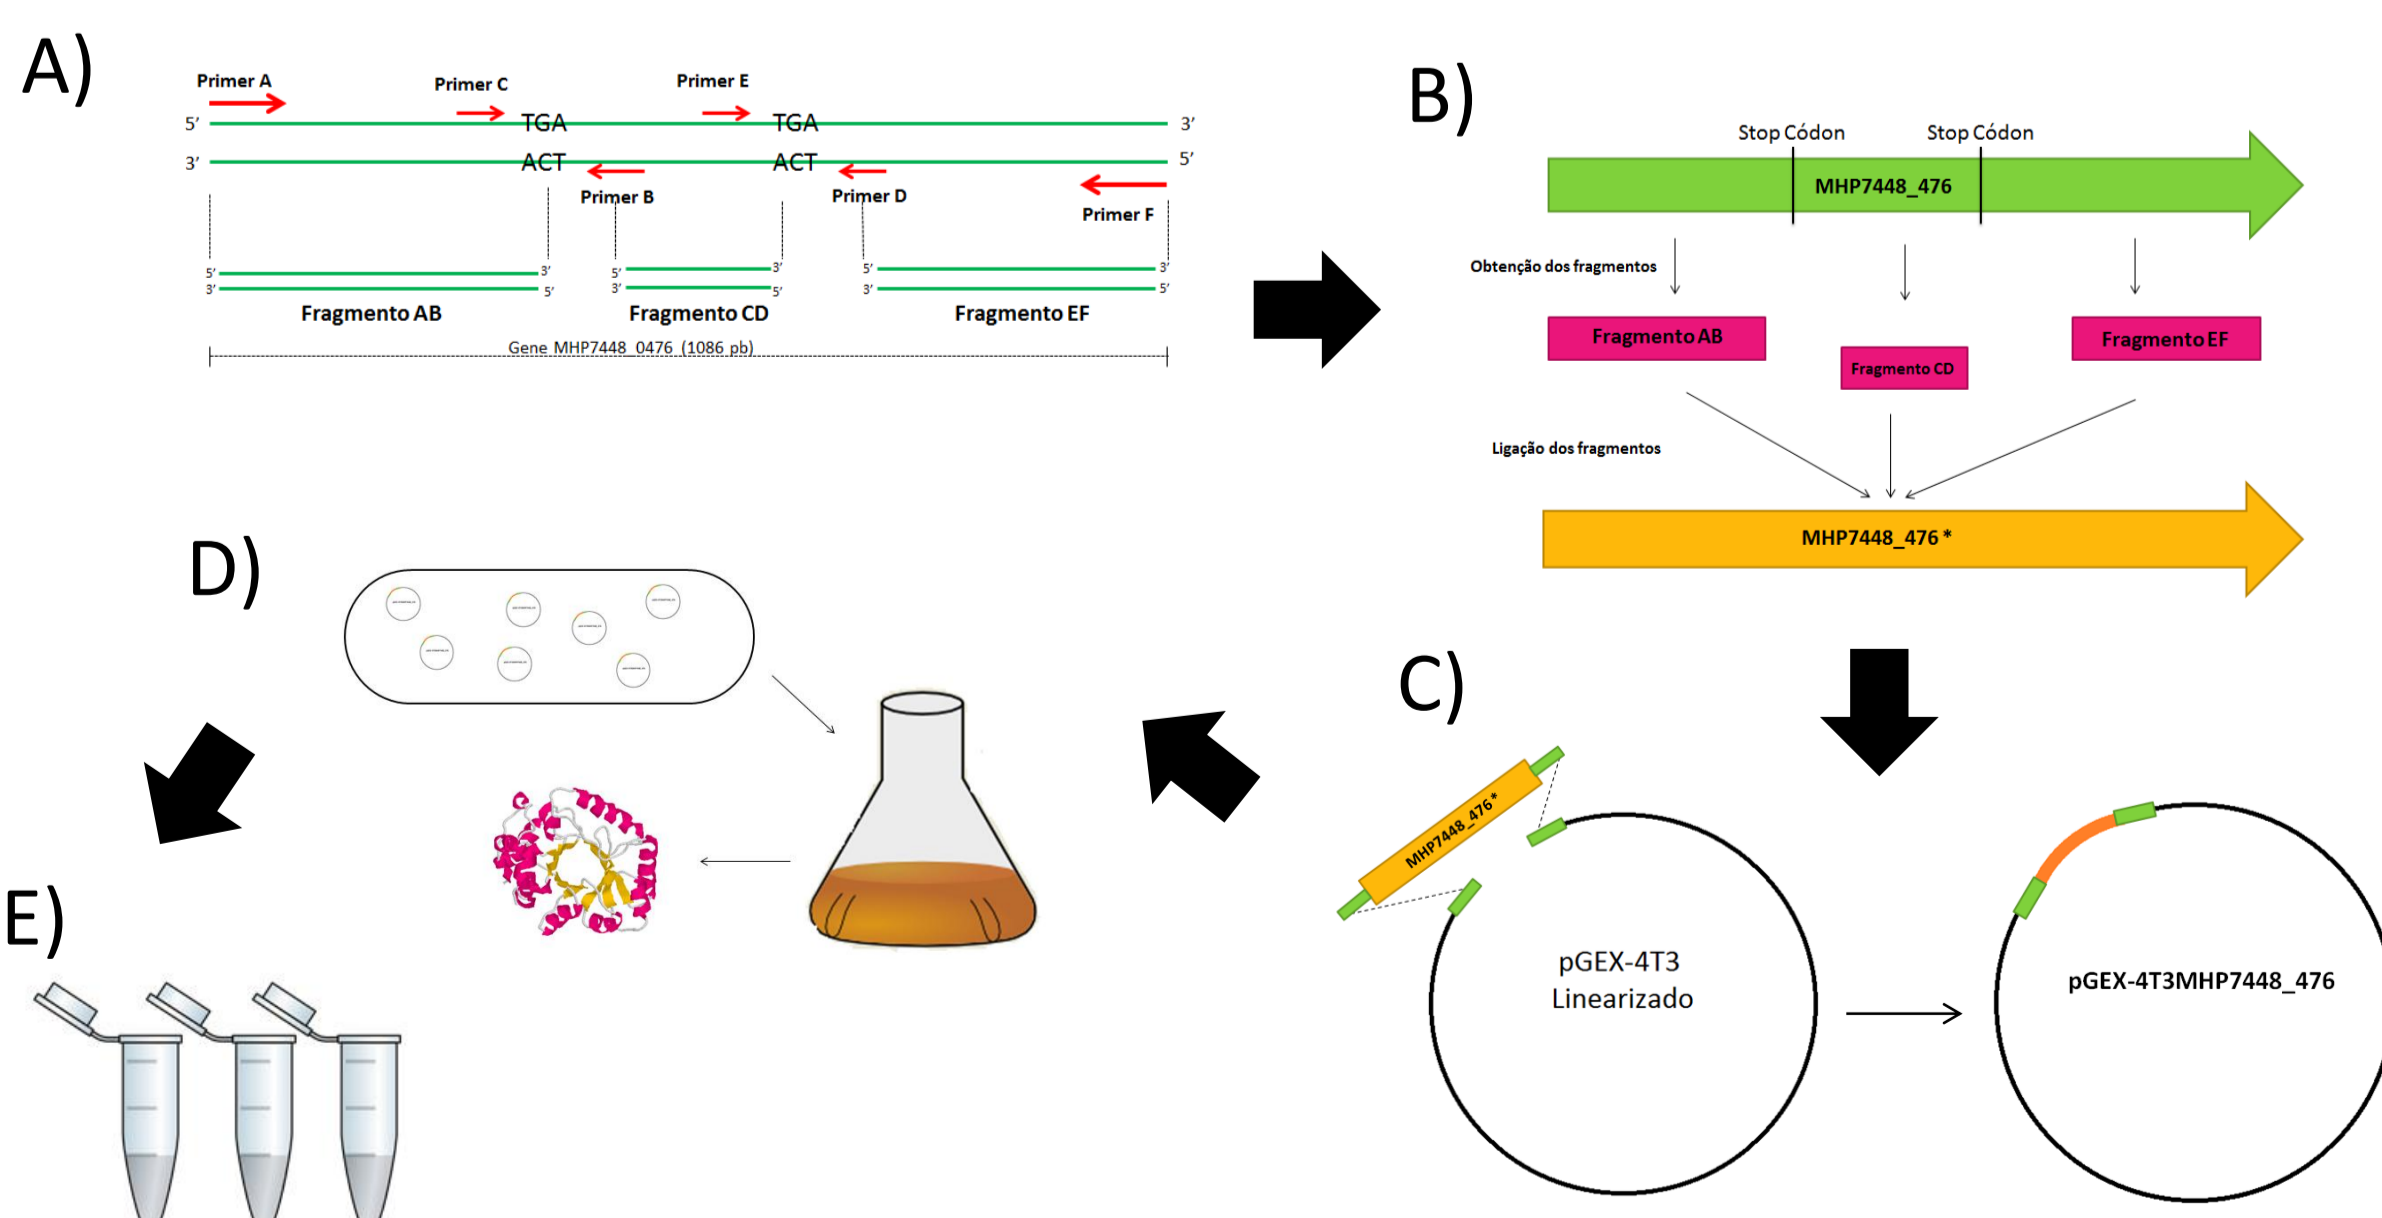 A)
Primer A
Primer C
Primer E
5’
TGA
TGA
3’
3’
ACT
ACT
5’
Primer B
Primer D
Primer F
5’
3’
5’
3’
5’
3’
3’
5’
3’
5’
3’
5’
Fragmento AB
Fragmento CD
Fragmento EF
Gene MHP7448_0476 (1086 pb)
B)
Stop Códon
Stop Códon
MHP7448_476
Obtenção dos fragmentos
Fragmento AB
Fragmento CD
Fragmento EF
Ligação dos fragmentos
MHP7448_476 *
C)
MHP7448_476*
pGEX-4T3
Linearizado
pGEX-4T3MHP7448_476
D)
E)